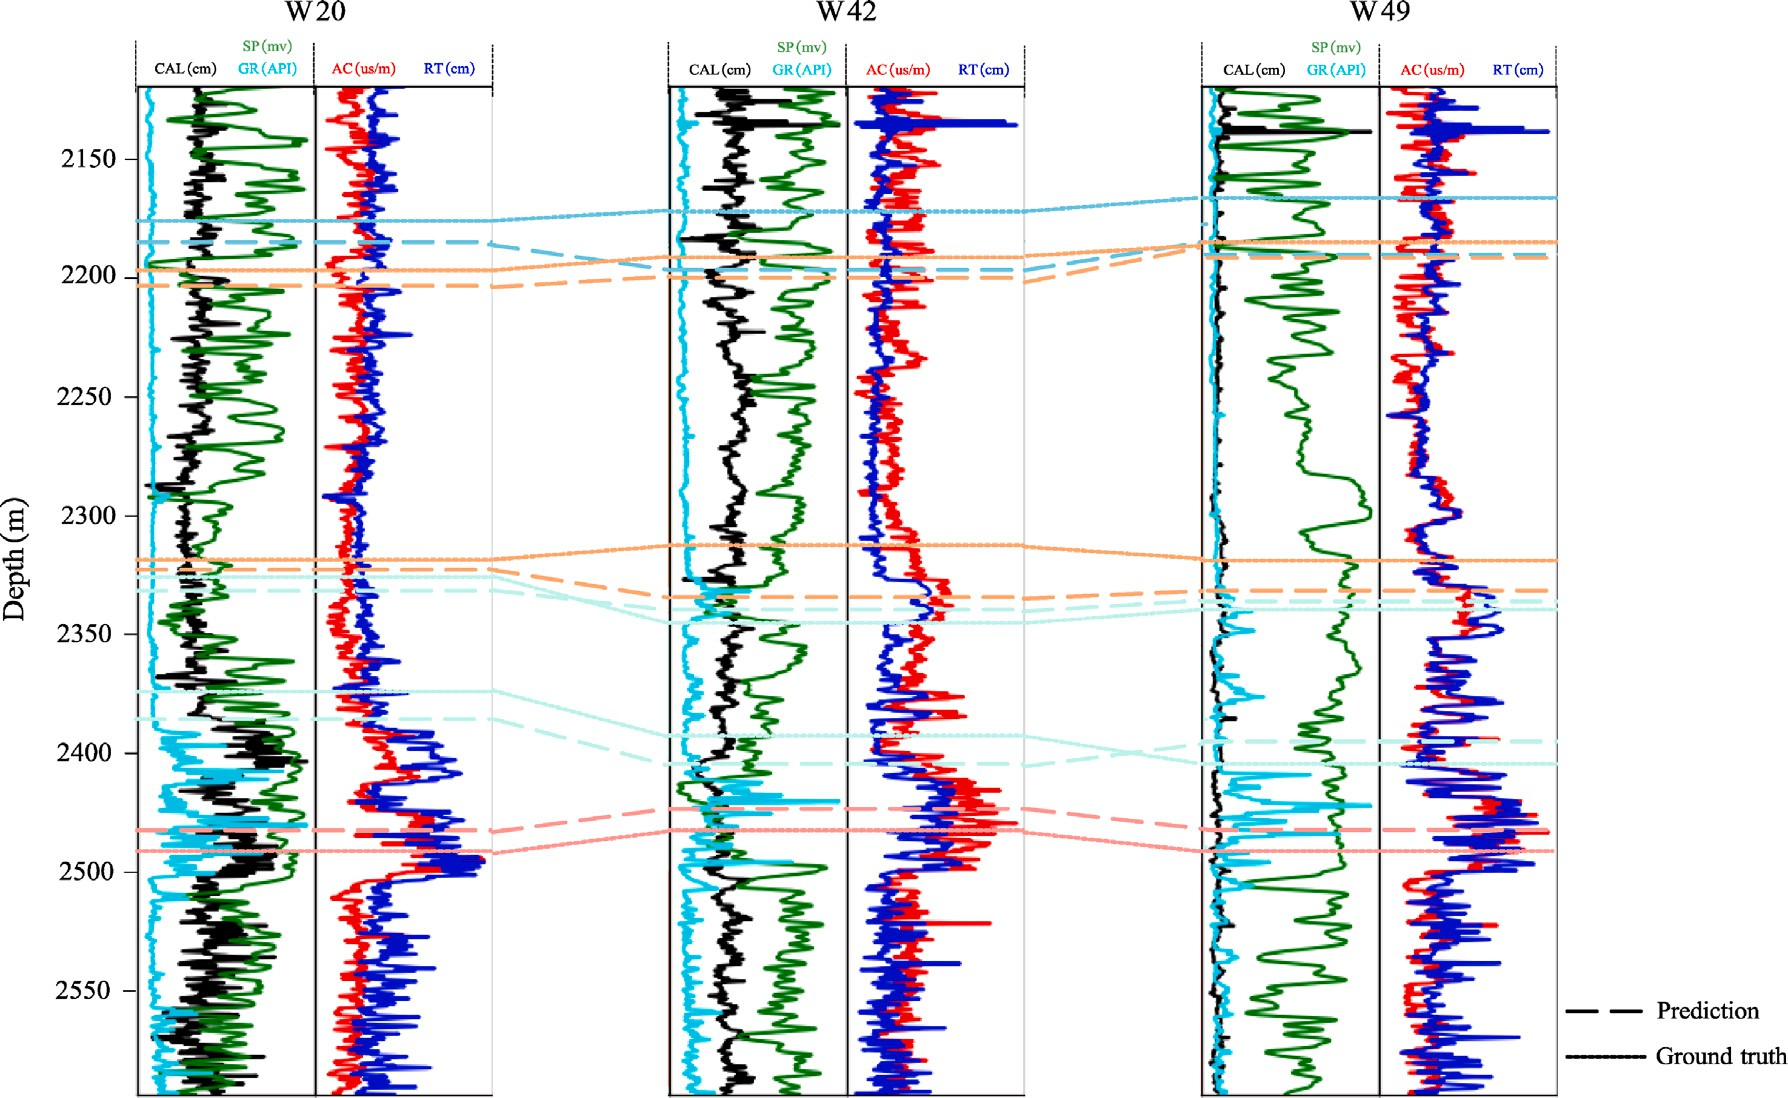 W20 W42 W49
SP (mv) SP (mv) SP (mv)
CAL (cm) GR (API) AC (us/m) RT (cm) CAL (cm) GR (API) AC (us/m) RT (cm) CAL (cm) GR (API) AC (us/m) RT (cm)
Depth (m)
2150
2200
2250
2300
2350
2400
2500
2550
Prediction
Ground truth